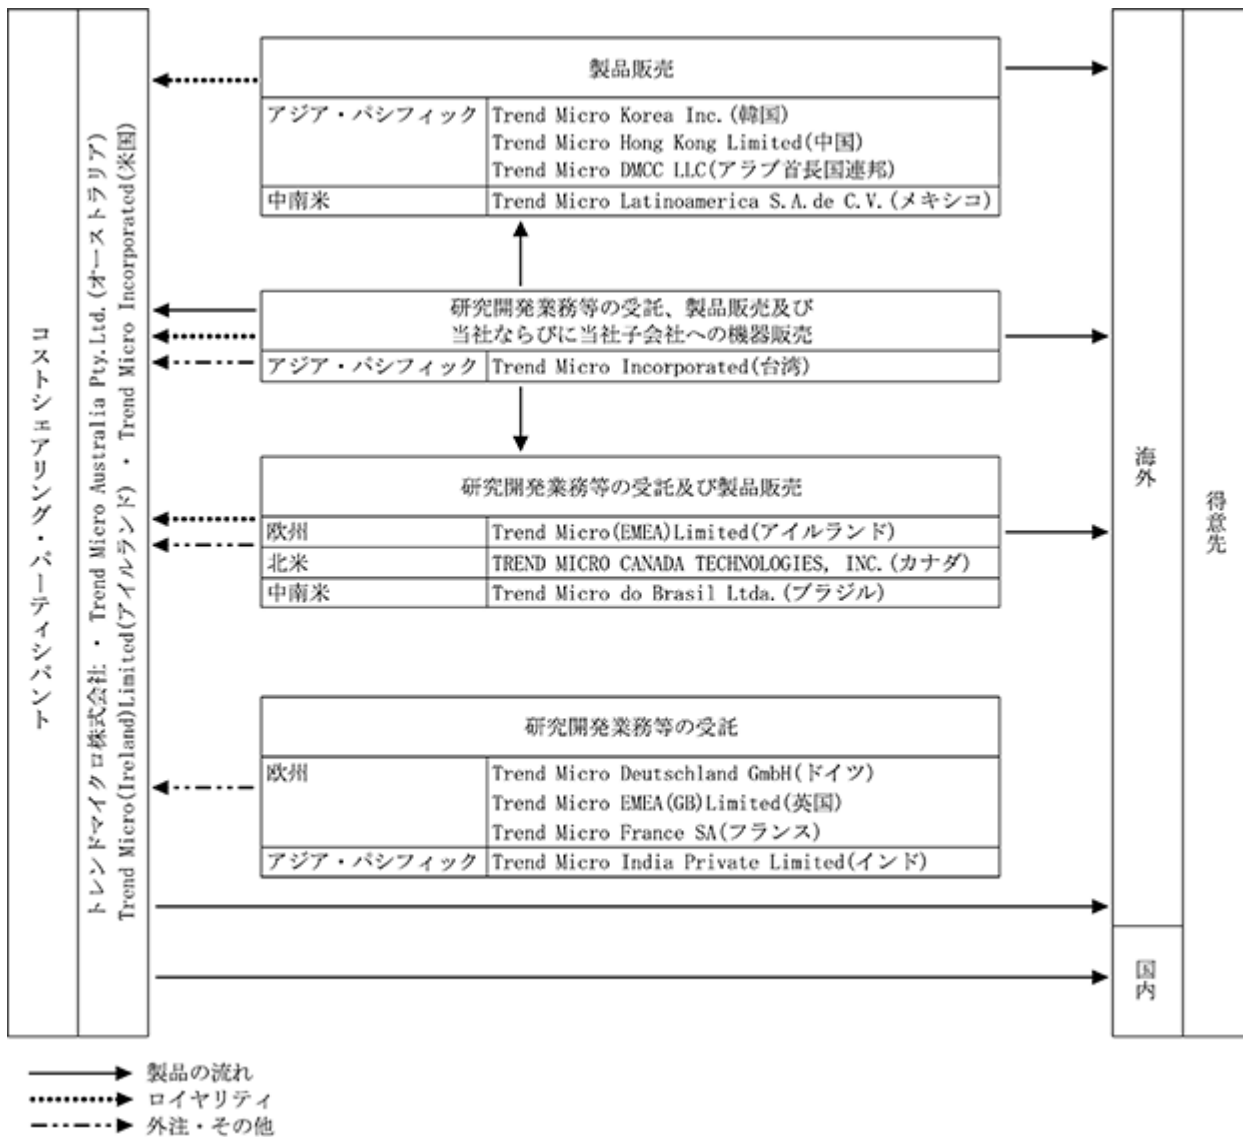 コストシェアリング・パーティシパント
トレンドマイクロ株式会社 ・ Trend Micro Australia Pty.Ltd.(オーストラリア)
Trend Micro(Ireland)Limited(アイルランド) ・ Trend Micro Incorporated(米国)
製品販売
アジア・パシフィック Trend Micro Korea Inc.(韓国)
Trend Micro Hong Kong Limited(中国)
Trend Micro DMCC LLC(アラブ首長国連邦)
中南米 Trend Micro Latinoamerica S.A.de C.V.(メキシコ)
研究開発業務等の受託、製品販売及び
当社ならびに当社子会社への機器販売
アジア・パシフィック Trend Micro Incorporated(台湾)
研究開発業務等の受託及び製品販売
欧州 Trend Micro(EMEA)Limited(アイルランド)
北米 TREND MICRO CANADA TECHNOLOGIES, INC.(カナダ)
中南米 Trend Micro do Brasil Ltda.(ブラジル)
研究開発業務等の受託
欧州 Trend Micro Deutschland GmbH(ドイツ)
Trend Micro EMEA(GB)Limited(英国)
Trend Micro France SA(フランス)
アジア・パシフィック Trend Micro India Private Limited(インド)
海外
国内
得意先
製品の流れ
ロイヤリティ
外注・その他